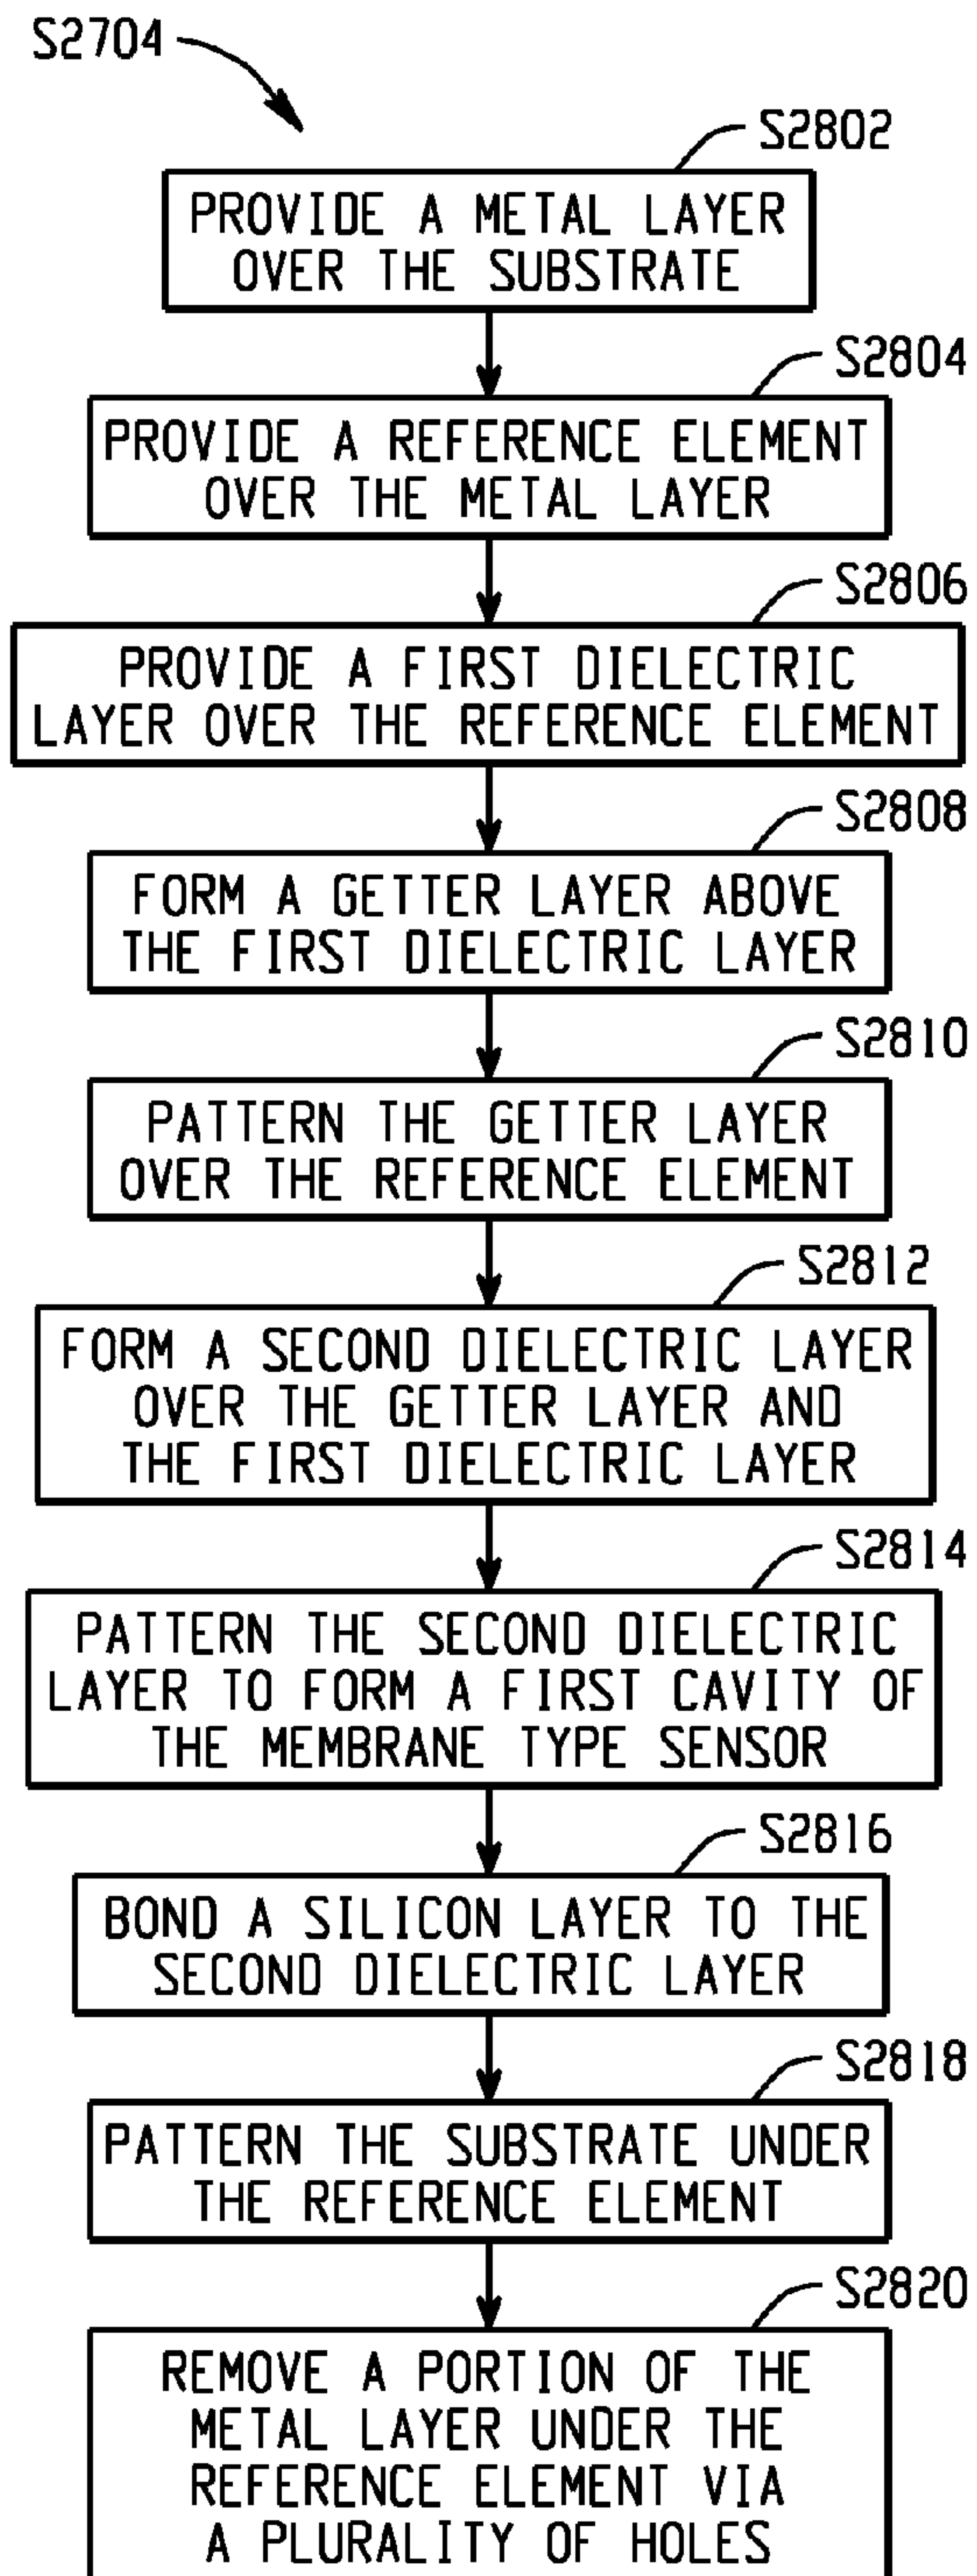 S2704
S2802
PROVIDE A METAL LAYER
OVER THE SUBSTRATE
S2804
PROVIDE A REFERENCE ELEMENT
OVER THE METAL LAYER
S2806
PROVIDE A FIRST DIELECTRIC
LAYER OVER THE REFERENCE ELEMENT
S2808
FORM A GETTER LAYER ABOVE
THE FIRST DIELECTRIC LAYER
S2810
PATTERN THE GETTER LAYER
OVER THE REFERENCE ELEMENT
S2812
FORM A SECOND DIELECTRIC LAYER
OVER THE GETTER LAYER AND
THE FIRST DIELECTRIC LAYER
S2814
PATTERN THE SECOND DIELECTRIC
LAYER TO FORM A FIRST CAVITY OF
THE MEMBRANE TYPE SENSOR
S2816
BOND A SILICON LAYER TO THE
SECOND DIELECTRIC LAYER
S2818
PATTERN THE SUBSTRATE UNDER
THE REFERENCE ELEMENT
S2820
REMOVE A PORTION OF THE
METAL LAYER UNDER THE
REFERENCE ELEMENT VIA
A PLURALITY OF HOLES